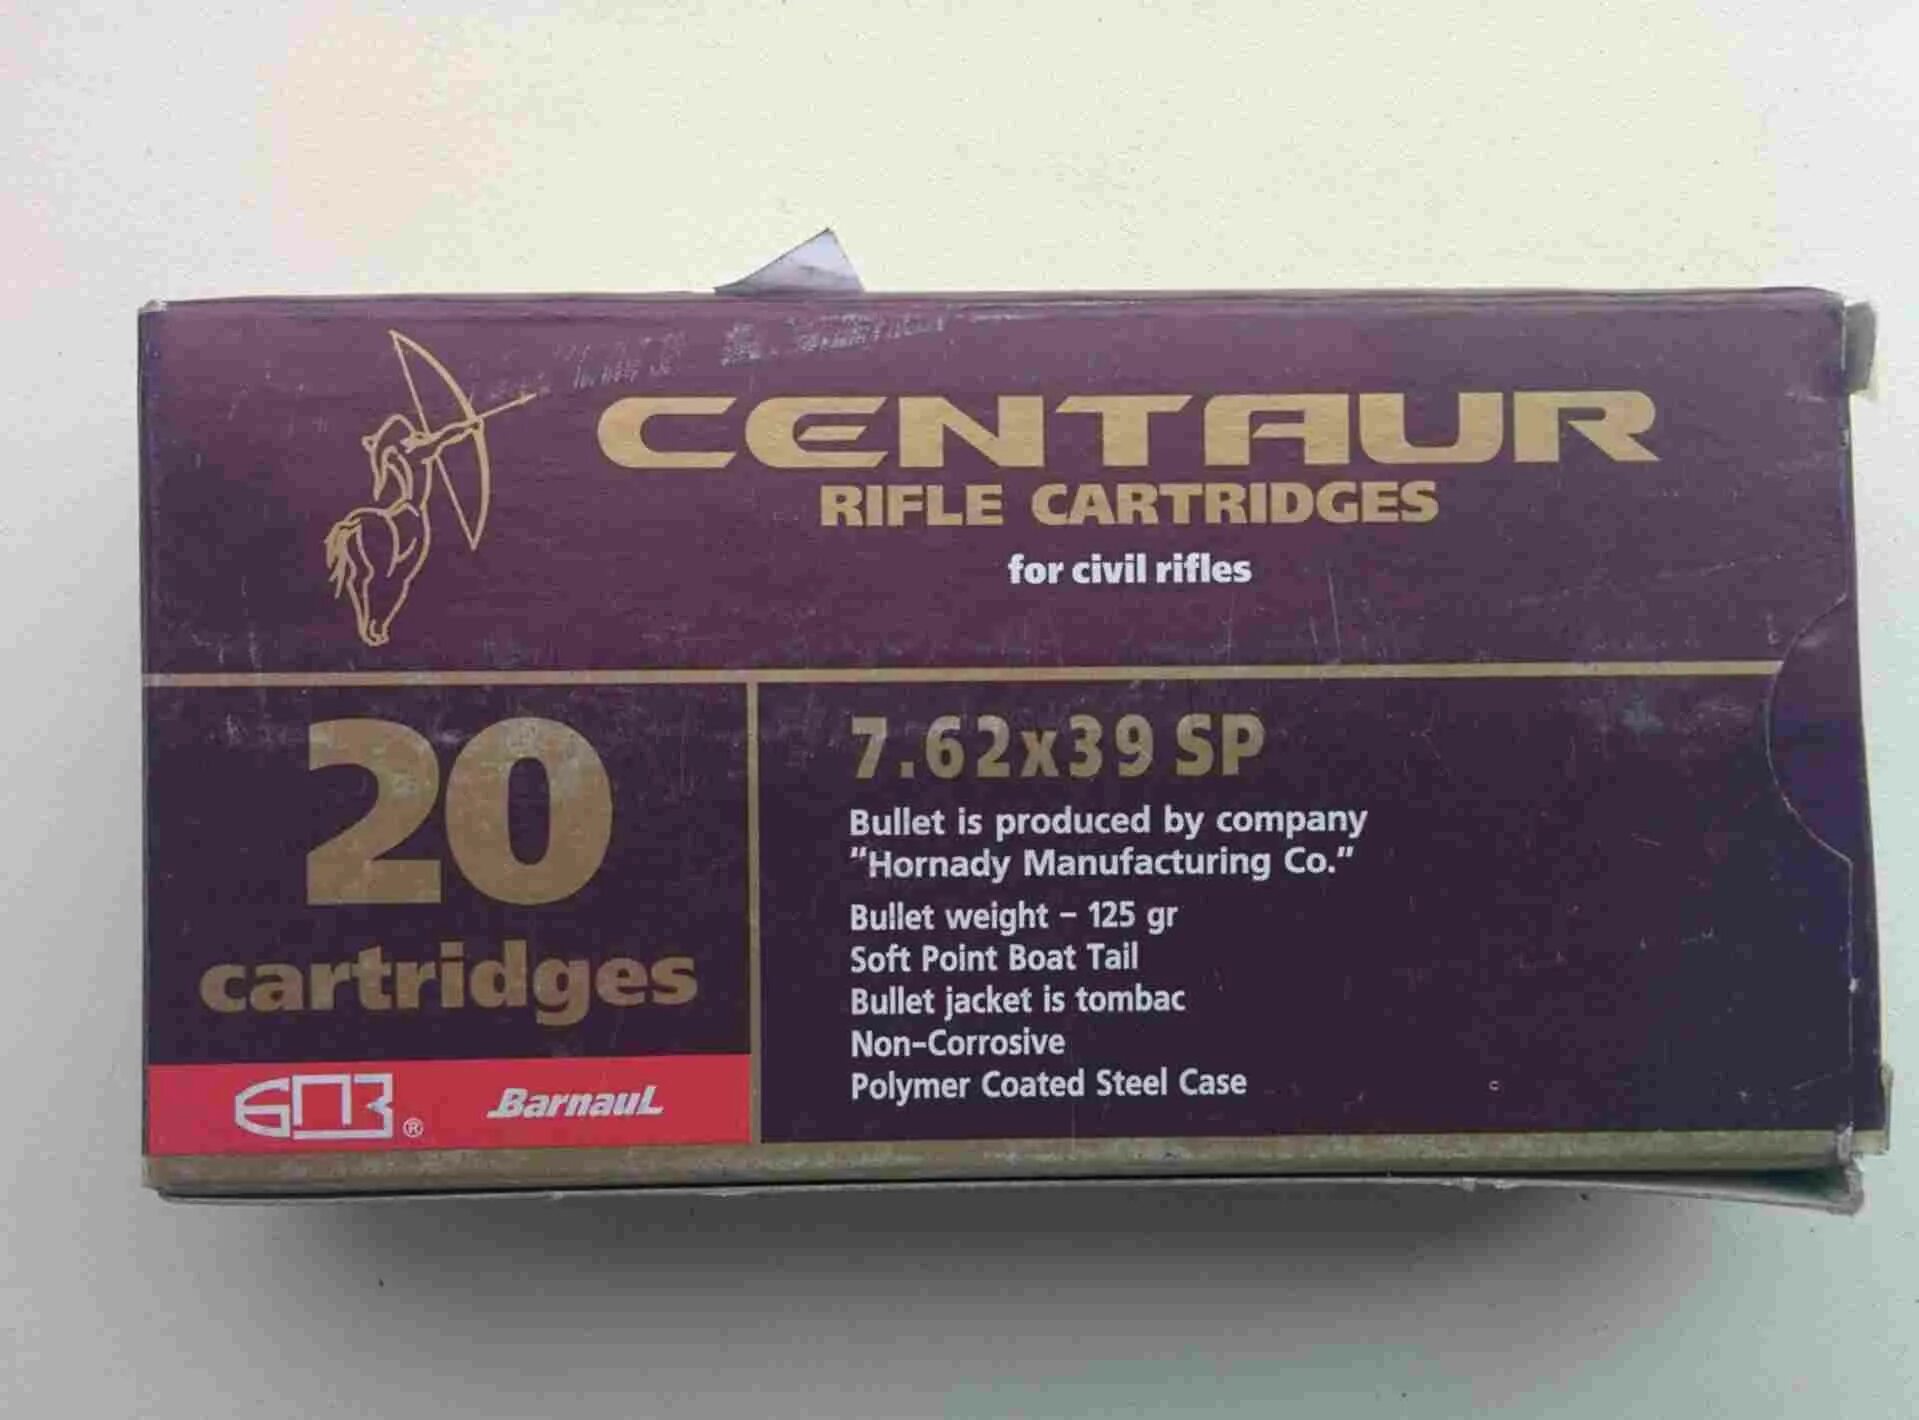 CENTAUR
RIFLE CARTRIDGES
for civil rifles
20
cartridges
БПЗ ®
BarnauL
7.62x39 SP
Bullet is produced by company
"Hornady Manufacturing Co."
Bullet weight – 125 gr
Soft Point Boat Tail
Bullet jacket is tombac
Non-Corrosive
Polymer Coated Steel Case